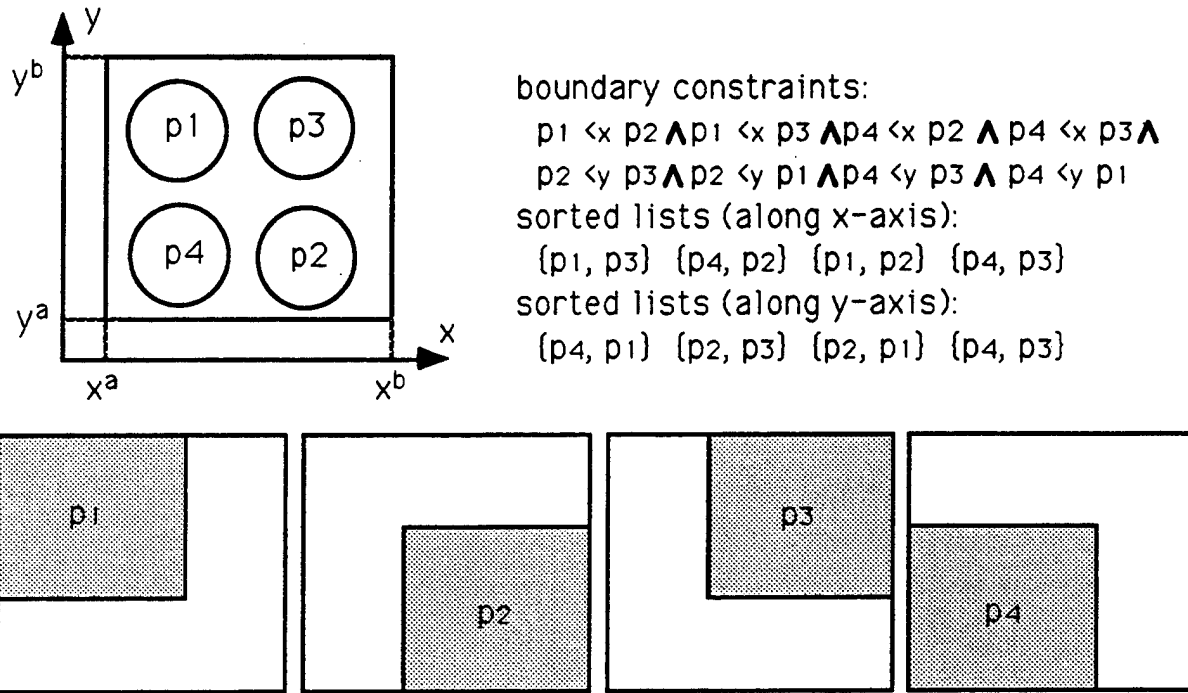 y
y^b
p1 p3
p4 p2
y^a
x
x^a x^b
boundary constraints:
p1 <x p2 ∧ p1 <x p3 ∧ p4 <x p2 ∧ p4 <x p3 ∧
p2 <y p3 ∧ p2 <y p1 ∧ p4 <y p3 ∧ p4 <y p1
sorted lists (along x-axis):
{p1, p3} {p4, p2} {p1, p2} {p4, p3}
sorted lists (along y-axis):
{p4, p1} {p2, p3} {p2, p1} {p4, p3}
p1
p2
p3
p4